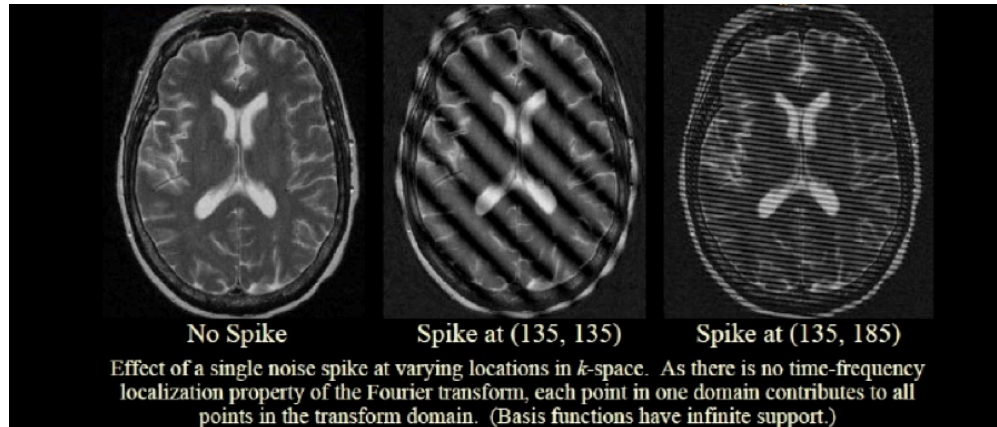 No Spike
Spike at (135, 135)
Spike at (135, 185)
Effect of a single noise spike at varying locations in k-space. As there is no time-frequency
localization property of the Fourier transform, each point in one domain contributes to all
points in the transform domain. (Basis functions have infinite support.)